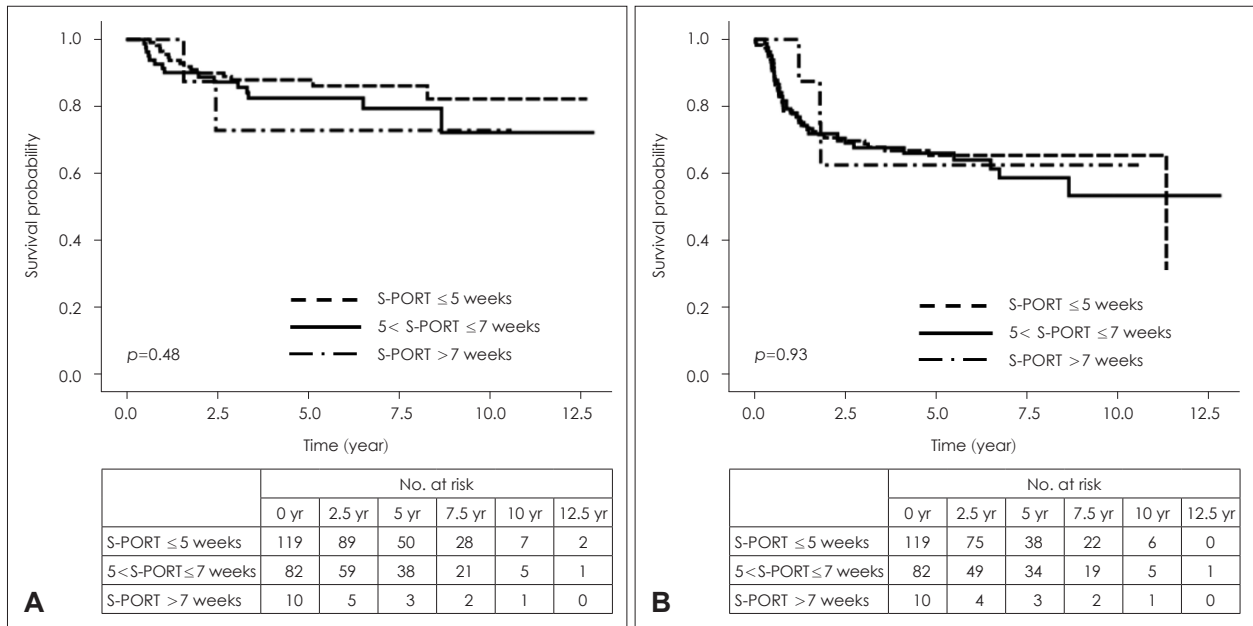 1.0
0.8
0.6
0.4
0.2
0.0
Survival probability
S-PORT ≤5 weeks
5< S-PORT ≤7 weeks
S-PORT >7 weeks
p=0.48
0.0 2.5 5.0 7.5 10.0 12.5
Time (year)
No. at risk
0 yr 2.5 yr 5 yr 7.5 yr 10 yr 12.5 yr
S-PORT ≤5 weeks 119 89 50 28 7 2
5<S-PORT≤7 weeks 82 59 38 21 5 1
S-PORT >7 weeks 10 5 3 2 1 0
A
1.0
0.8
0.6
0.4
0.2
0.0
Survival probability
S-PORT ≤5 weeks
5< S-PORT ≤7 weeks
S-PORT >7 weeks
p=0.93
0.0 2.5 5.0 7.5 10.0 12.5
Time (year)
No. at risk
0 yr 2.5 yr 5 yr 7.5 yr 10 yr 12.5 yr
S-PORT ≤5 weeks 119 75 38 22 6 0
5<S-PORT≤7 weeks 82 49 34 19 5 1
S-PORT >7 weeks 10 4 3 2 1 0
B